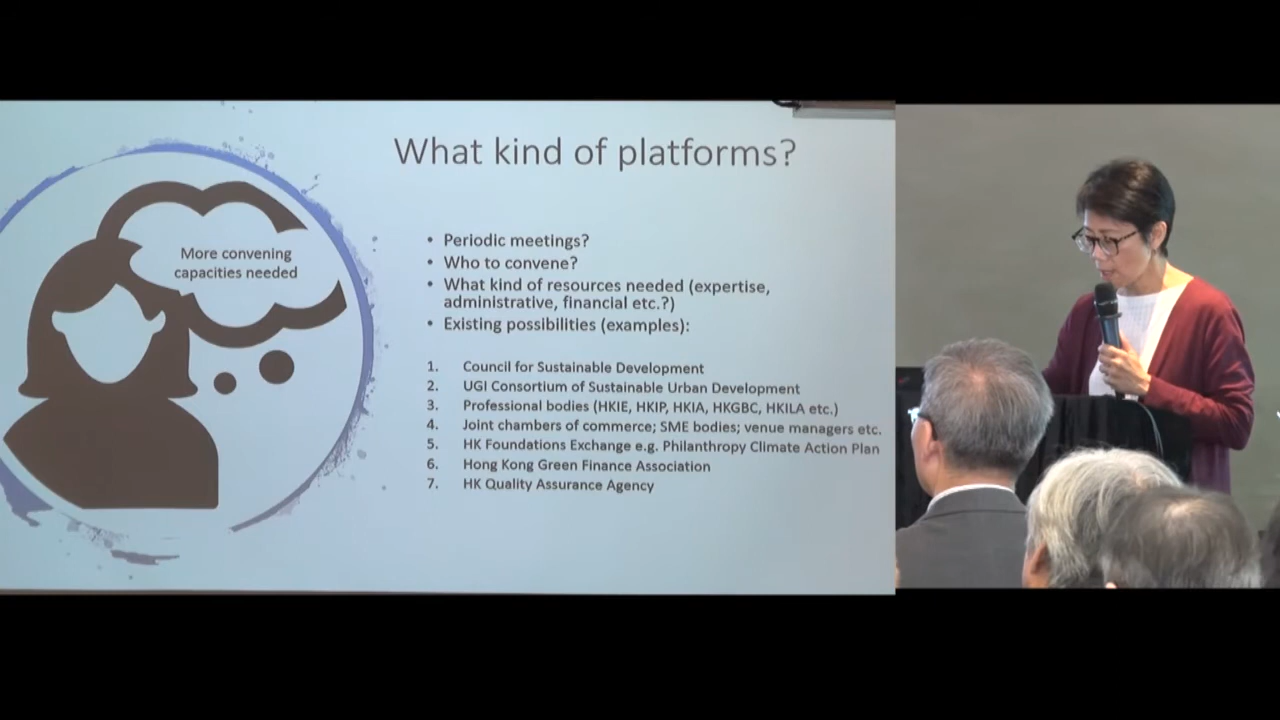 What kind of platforms?
More convening
capacities needed
• Periodic meetings?
• Who to convene?
• What kind of resources needed (expertise,
administrative, financial etc.?)
• Existing possibilities (examples):
1. Council for Sustainable Development
2. UGI Consortium of Sustainable Urban Development
3. Professional bodies (HKIE, HKIP, HKIA, HKGBC, HKILA etc.)
4. Joint chambers of commerce; SME bodies; venue managers etc.
5. HK Foundations Exchange e.g. Philanthropy Climate Action Plan
6. Hong Kong Green Finance Association
7. HK Quality Assurance Agency